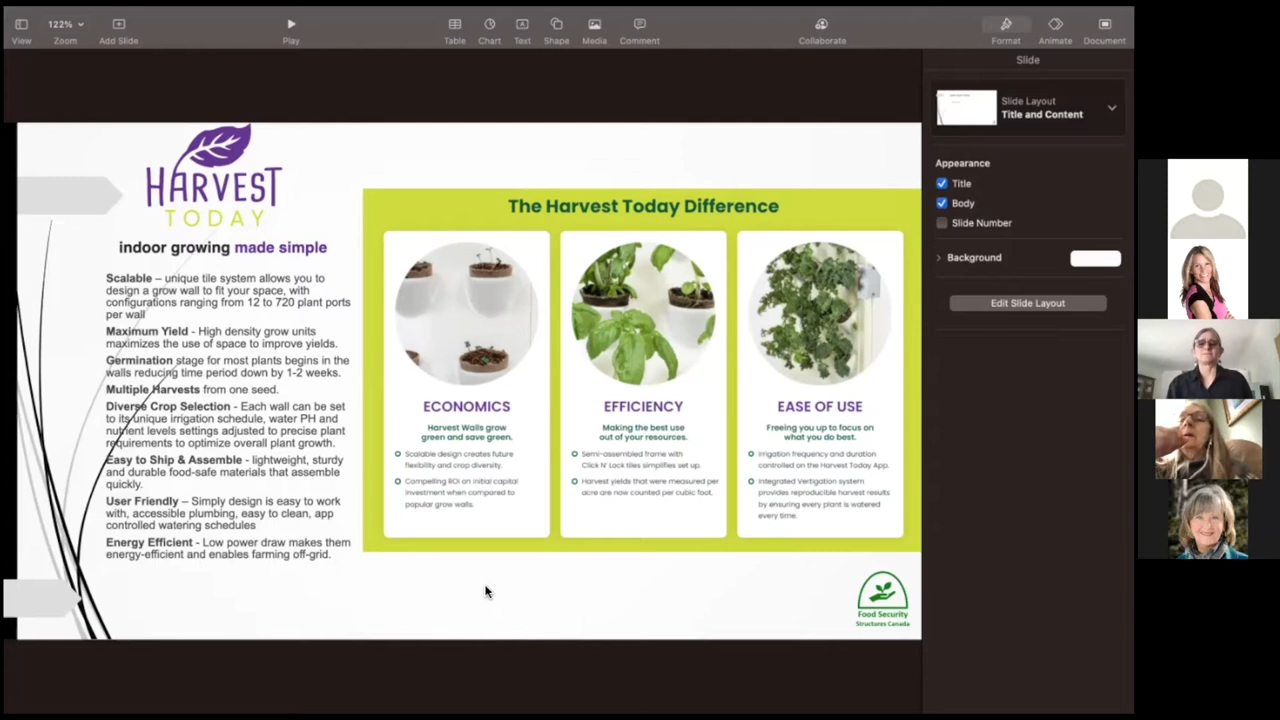 122%
View
Zoom
Add Slide
Play
Table
Chart
Text
Shape
Media
Comment
Collaborate
Format
Animate
Document
Slide
Slide Layout
Title and Content
Appearance
Title
Body
Slide Number
Background
Edit Slide Layout
HARVEST
TODAY
indoor growing made simple
Scalable – unique tile system allows you to
design a grow wall to fit your space, with
configurations ranging from 12 to 720 plant ports
per wall
Maximum Yield - High density grow units
maximizes the use of space to improve yields.
Germination stage for most plants begins in the
walls reducing time period down by 1-2 weeks.
Multiple Harvests from one seed.
Diverse Crop Selection - Each wall can be set
to its unique irrigation schedule, water PH and
nutrient levels settings adjusted to precise plant
requirements to optimize overall plant growth.
Easy to Ship & Assemble - lightweight, sturdy
and durable food-safe materials that assemble
quickly.
User Friendly – Simply design is easy to work
with, accessible plumbing, easy to clean, app
controlled watering schedules
Energy Efficient - Low power draw makes them
energy-efficient and enables farming off-grid.
The Harvest Today Difference
ECONOMICS
Harvest Walls grow
green and save green.
Scalable design creates future
flexibility and crop diversity.
Compelling ROI on initial capital
investment when compared to
popular grow walls.
EFFICIENCY
Making the best use
out of your resources.
Semi-assembled frame with
Click N' Lock tiles simplifies set up.
Harvest yields that were measured per
acre are now counted per cubic foot.
EASE OF USE
Freeing you up to focus on
what you do best.
Irrigation frequency and duration
controlled on the Harvest Today App.
Integrated Vertigation system
provides reproducible harvest results
by ensuring every plant is watered
every time.
Food Security
Structures Canada